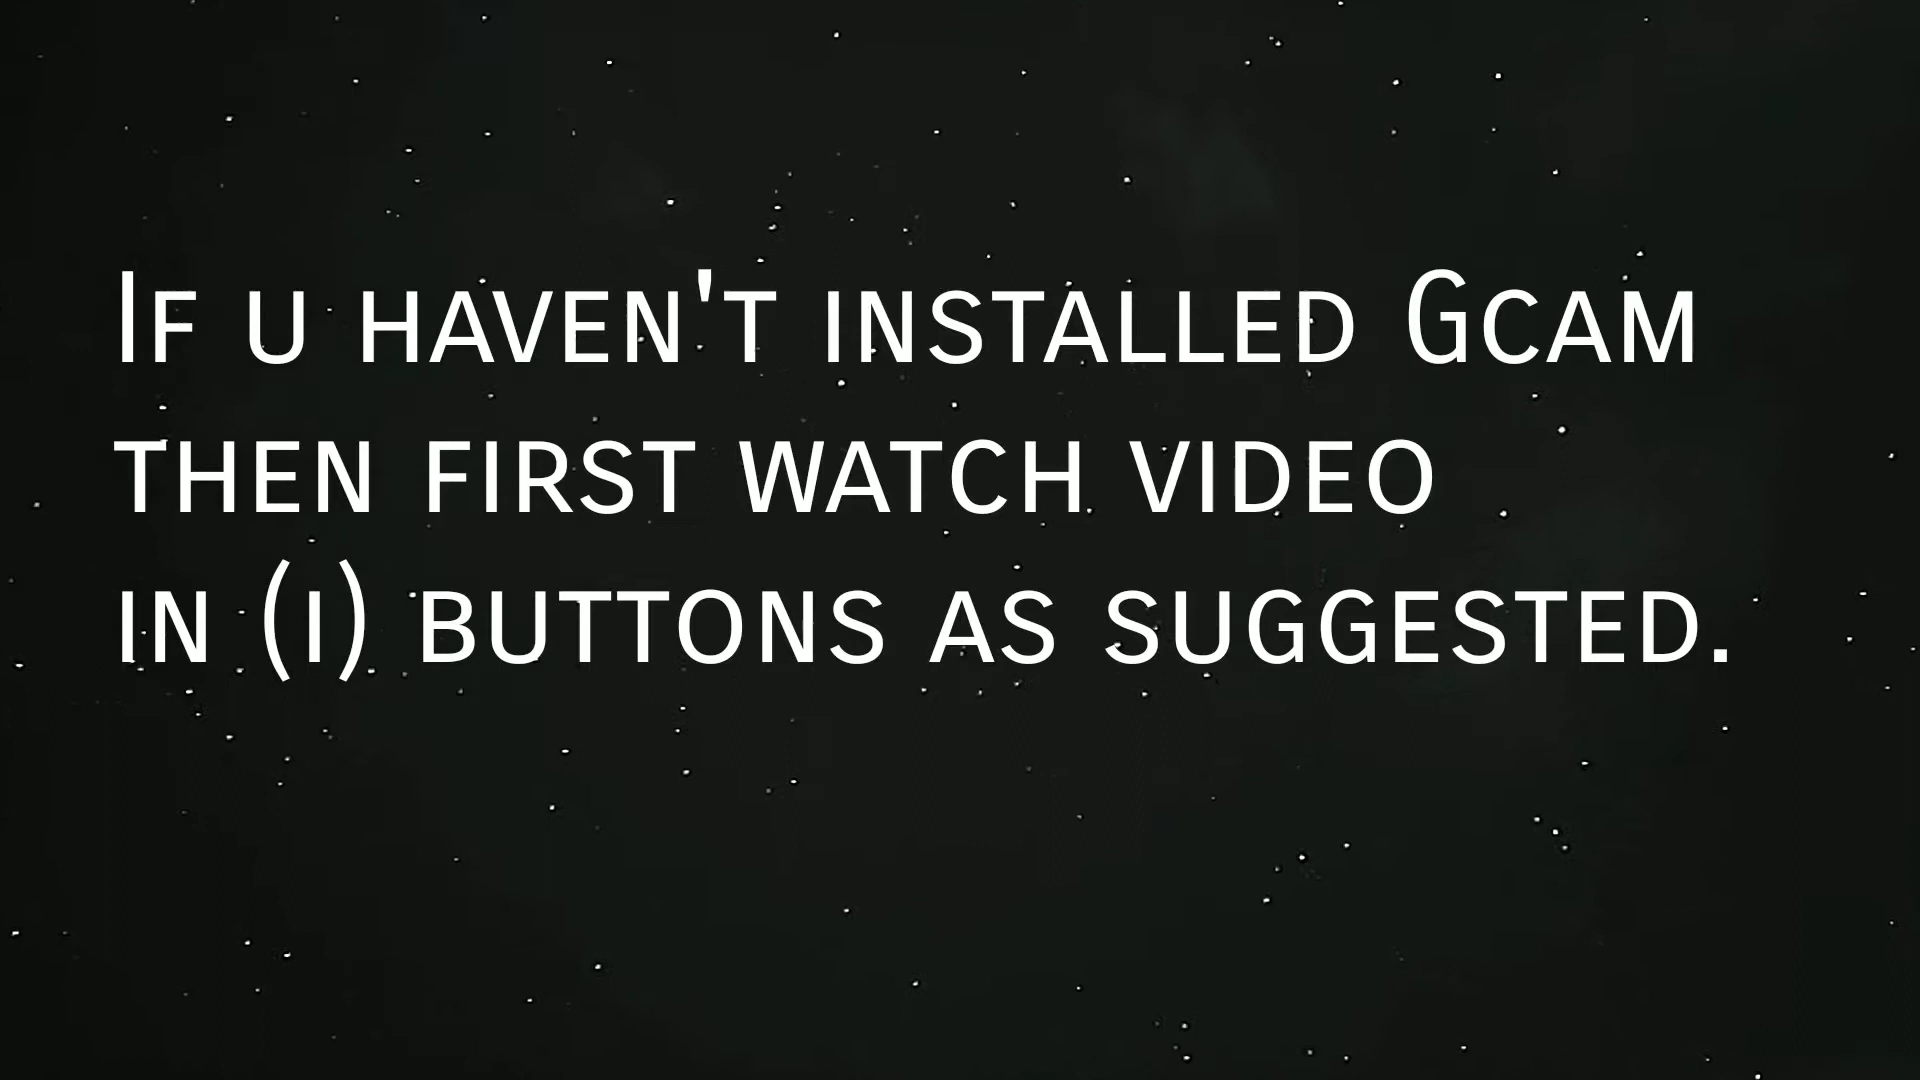 If u haven't installed Gcam
then first watch video
in (i) buttons as suggested.